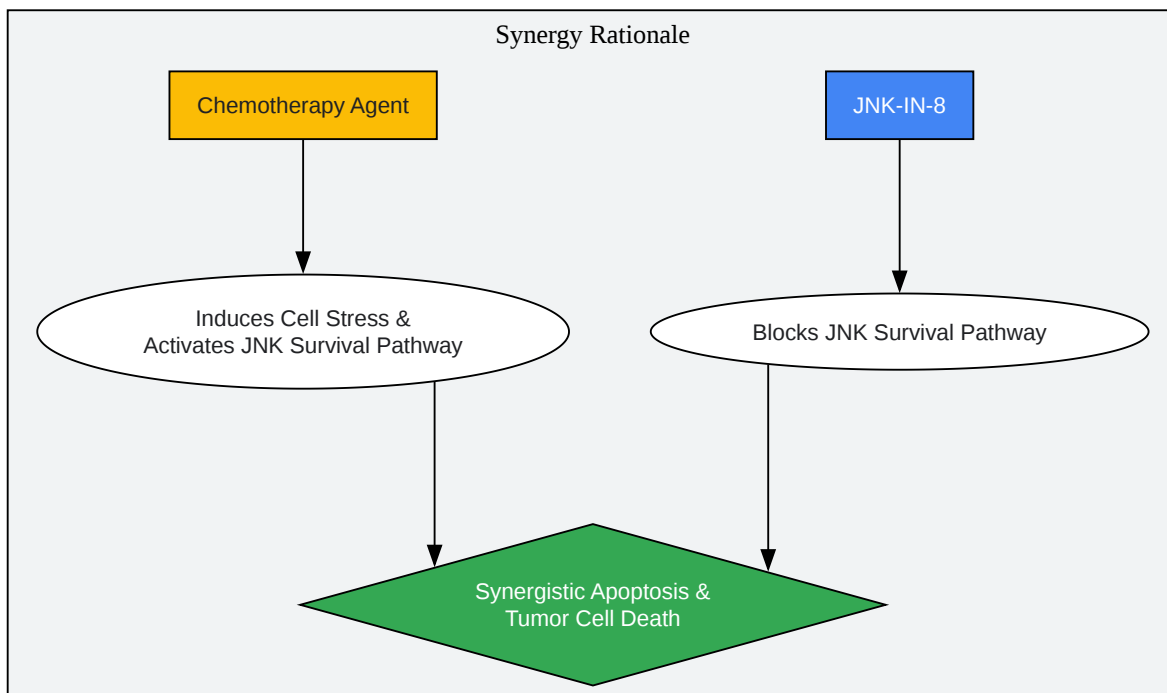 Synergy Rationale
Chemotherapy Agent
JNK-IN-8
Induces Cell Stress &
Activates JNK Survival Pathway
Blocks JNK Survival Pathway
Synergistic Apoptosis &
Tumor Cell Death